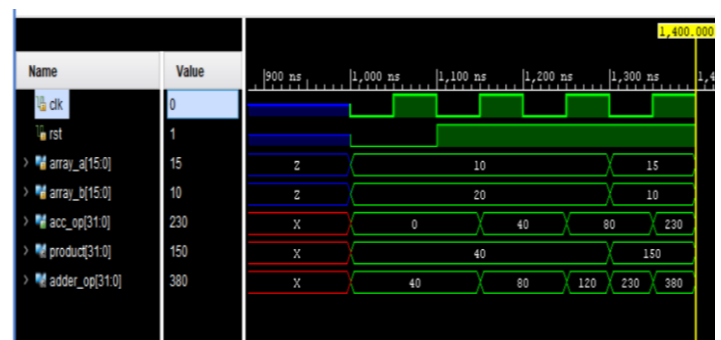 1,400.000
Name Value |900 ns |1,000 ns |1,100 ns |1,200 ns |1,300 ns 1,4
clk 0
rst 1
> array_a[15:0] 15 Z 10 15
> array_b[15:0] 10 Z 20 10
> acc_op[31:0] 230 X 0 40 80 230
> product[31:0] 150 X 40 150
> adder_op[31:0] 380 X 40 80 120 230 380